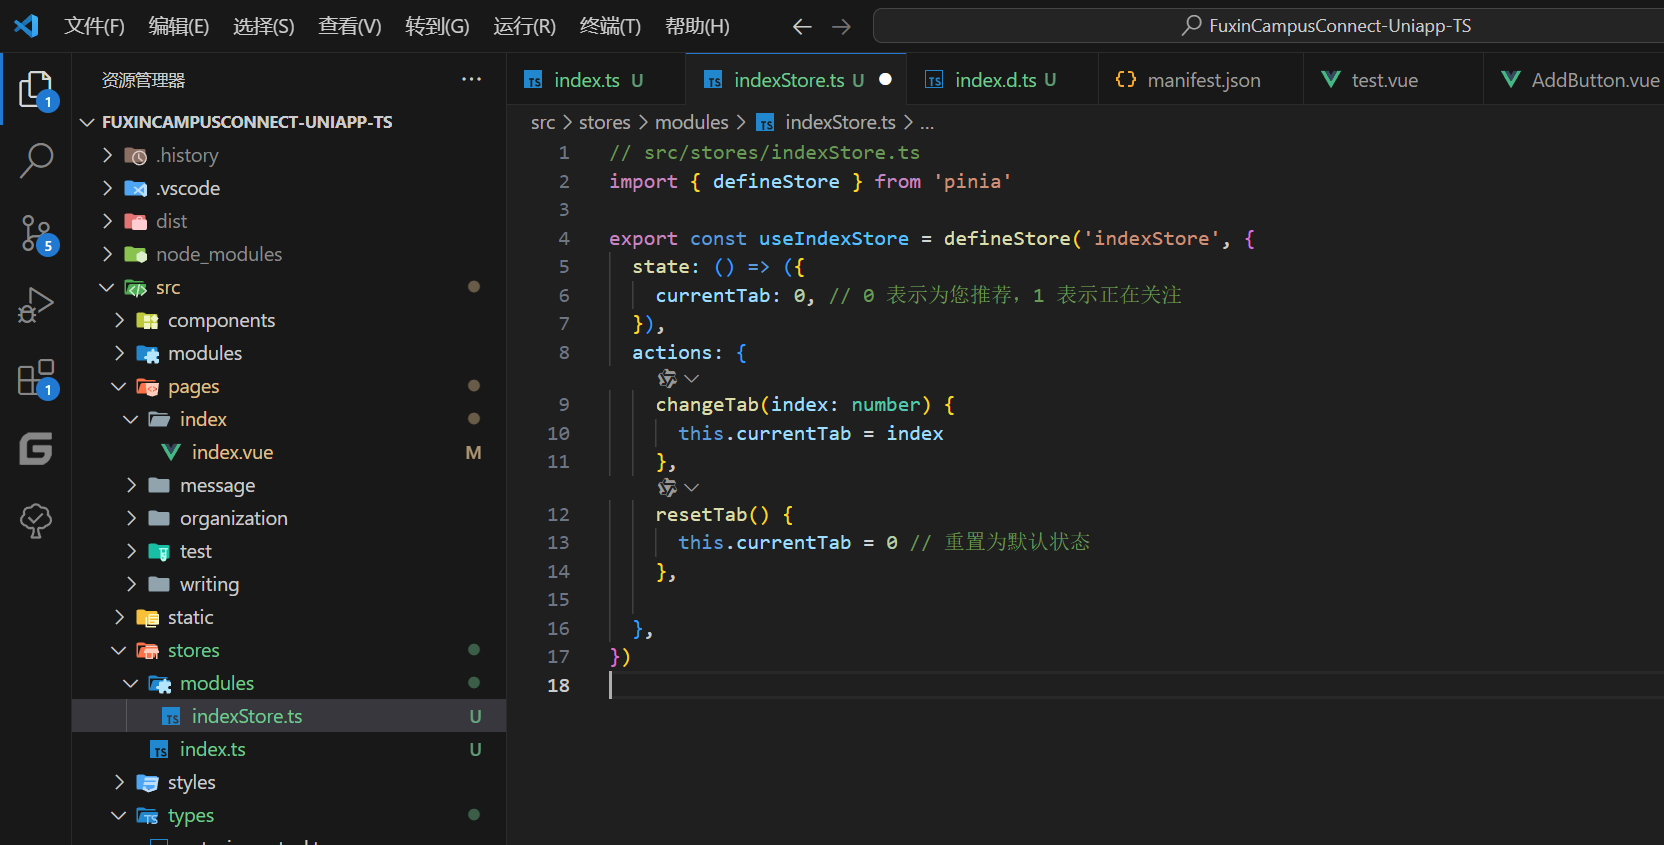 文件(F) 编辑(E) 选择(S) 查看(V) 转到(G) 运行(R) 终端(T) 帮助(H) FuxinCampusConnect-Uniapp-TS
资源管理器
FUXINCAMPUSCONNECT-UNIAPP-TS
.history
.vscode
dist
node_modules
src
components
modules
pages
index
index.vue M
message
organization
test
writing
static
stores
modules
indexStore.ts U
index.ts U
styles
types
1
5
1
index.ts U indexStore.ts U index.d.ts U manifest.json test.vue AddButton.vue
src > stores > modules > indexStore.ts > ...
1 // src/stores/indexStore.ts
2 import { defineStore } from 'pinia'
3
4 export const useIndexStore = defineStore('indexStore', {
5 state: () => ({
6 currentTab: 0, // 0 表示为您推荐，1 表示正在关注
7 }),
8 actions: {
9 changeTab(index: number) {
10 this.currentTab = index
11 },
12 resetTab() {
13 this.currentTab = 0 // 重置为默认状态
14 },
15
16 },
17 })
18